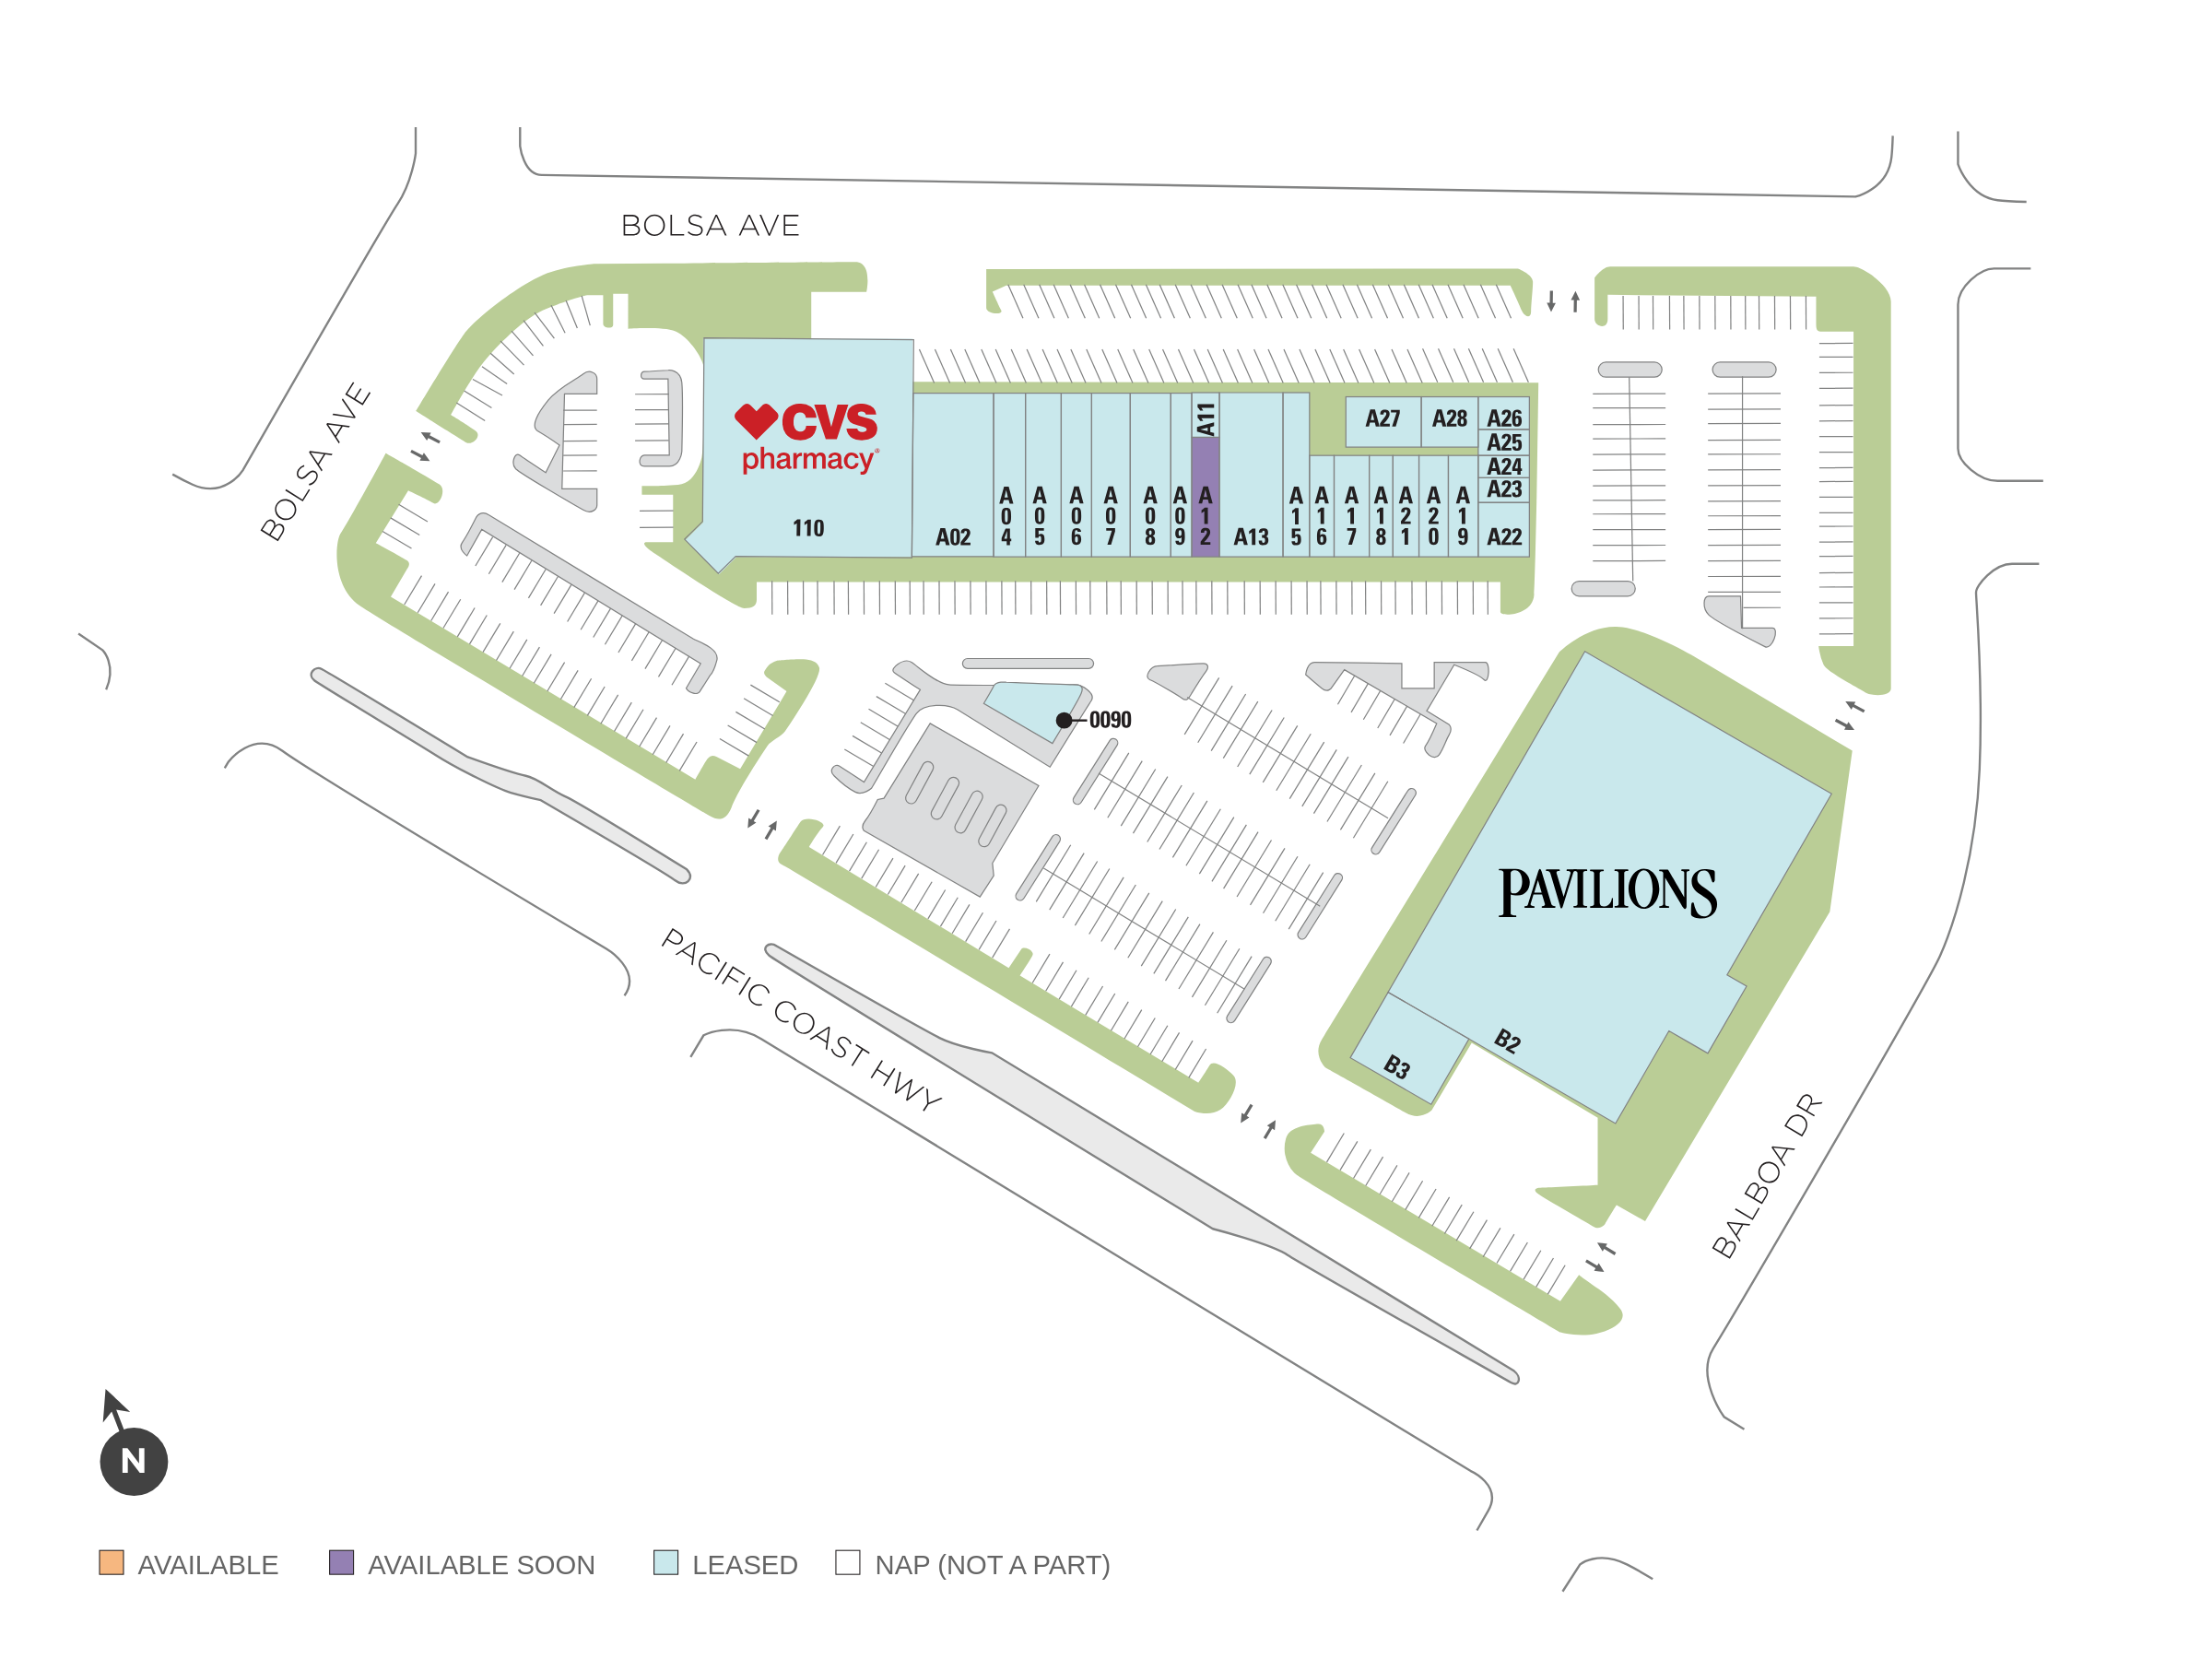 BOLSA AVE
BOLSA AVE
CVS
pharmacy®
110
A02
A04
A05
A06
A07
A08
A09
A11
A12
A13
A15
A16
A17
A18
A21
A20
A19
A27
A28
A26
A25
A24
A23
A22
0090
PAVILIONS
B2
B3
PACIFIC COAST HWY
BALBOA DR
N
AVAILABLE
AVAILABLE SOON
LEASED
NAP (NOT A PART)